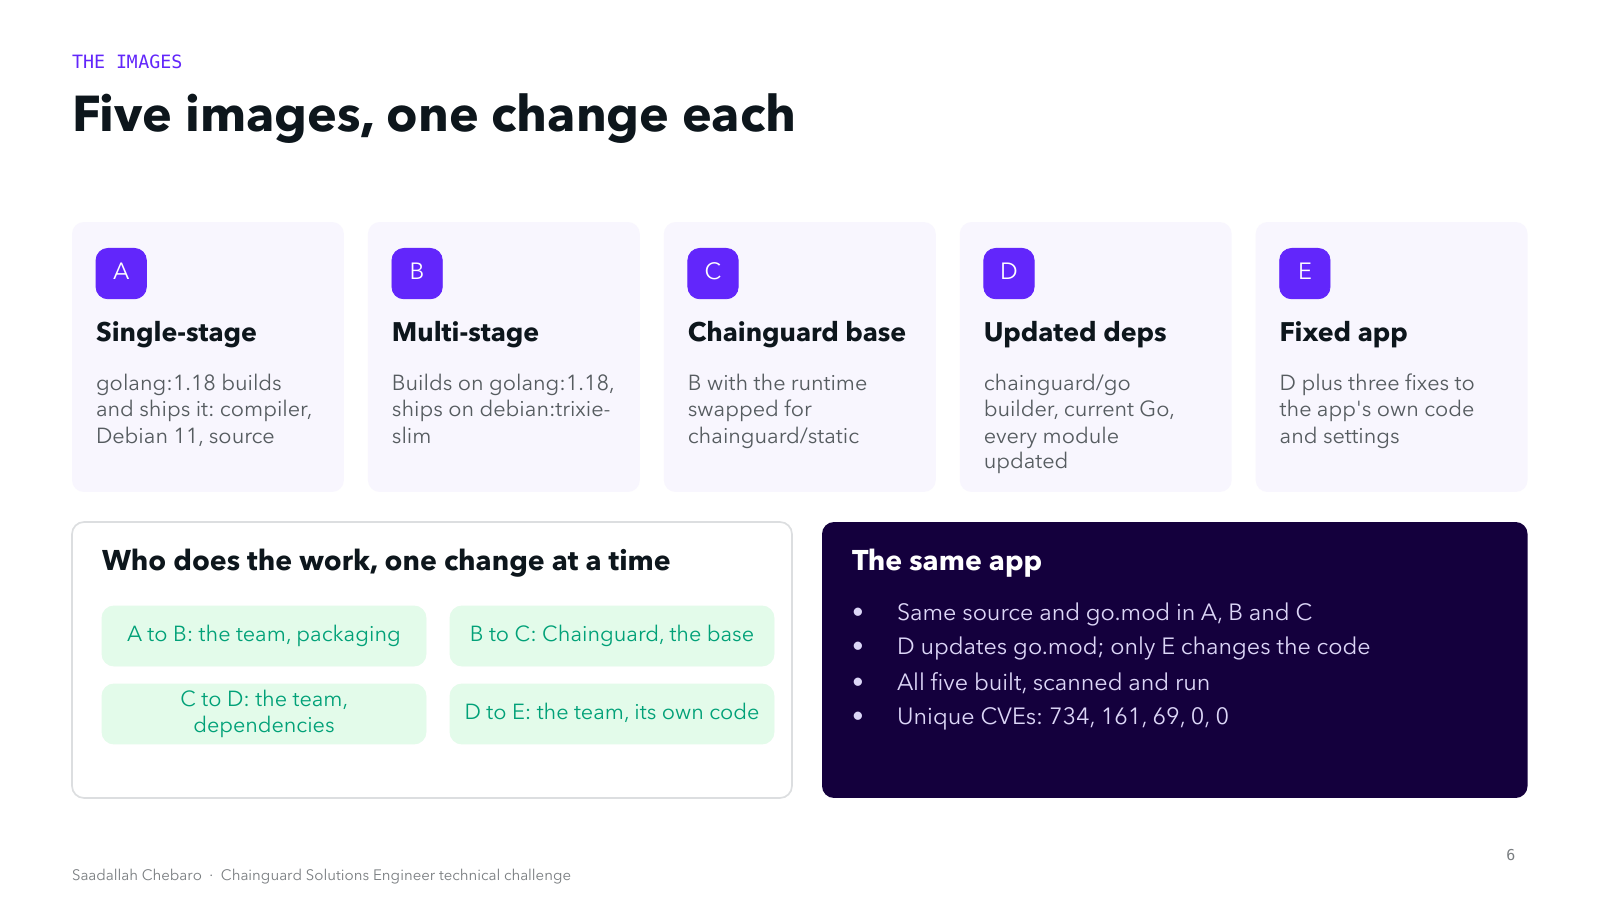 THE IMAGES
Five images, one change each
A
Single-stage
golang:1.18 builds
and ships it: compiler,
Debian 11, source
B
Multi-stage
Builds on golang:1.18,
ships on debian:trixie-
slim
C
Chainguard base
B with the runtime
swapped for
chainguard/static
D
Updated deps
chainguard/go
builder, current Go,
every module
updated
E
Fixed app
D plus three fixes to
the app's own code
and settings
Who does the work, one change at a time
A to B: the team, packaging
B to C: Chainguard, the base
C to D: the team,
dependencies
D to E: the team, its own code
The same app
• Same source and go.mod in A, B and C
• D updates go.mod; only E changes the code
• All five built, scanned and run
• Unique CVEs: 734, 161, 69, 0, 0
6
Saadallah Chebaro · Chainguard Solutions Engineer technical challenge